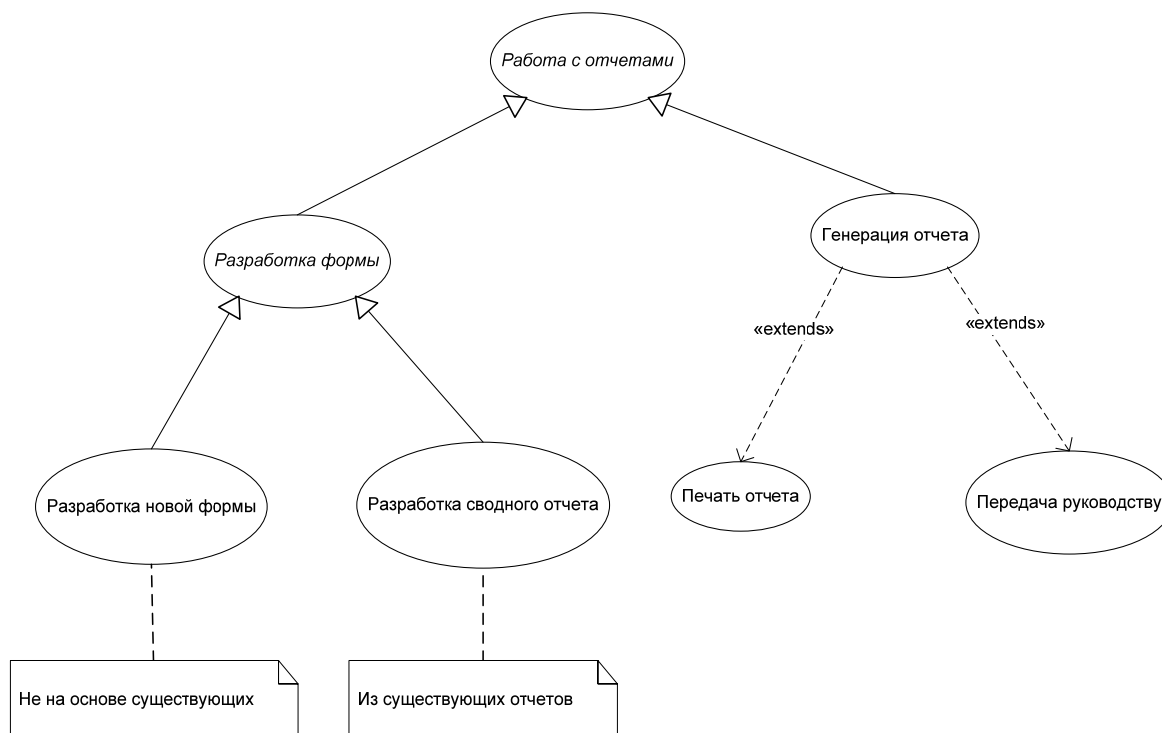 Работа с отчетами
Генерация отчета
Разработка формы
«extends»
«extends»
Разработка новой формы
Разработка сводного отчета
Печать отчета
Передача руководству
Не на основе существующих
Из существующих отчетов